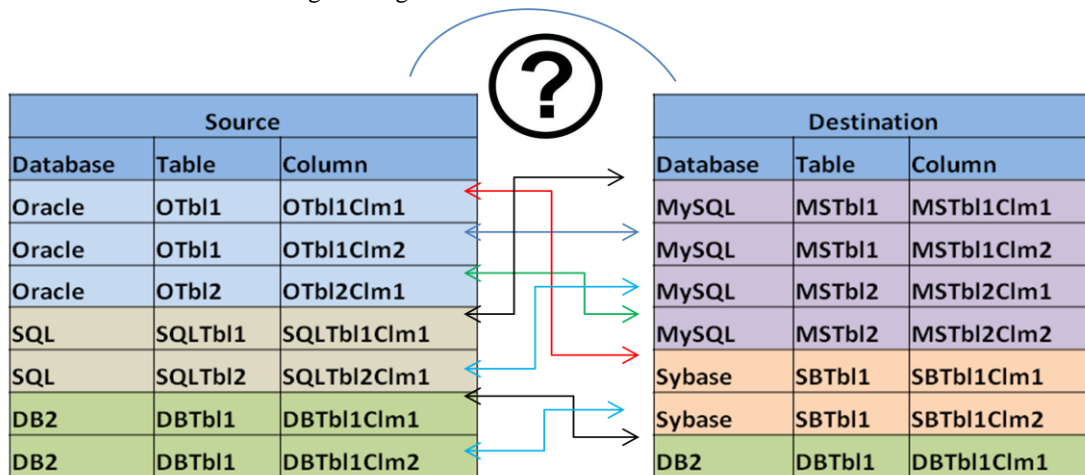 ?
Source
Database Table Column
Oracle OTbl1 OTbl1Clm1
Oracle OTbl1 OTbl1Clm2
Oracle OTbl2 OTbl2Clm1
SQL SQLTbl1 SQLTbl1Clm1
SQL SQLTbl2 SQLTbl2Clm1
DB2 DBTbl1 DBTbl1Clm1
DB2 DBTbl1 DBTbl1Clm2
Destination
Database Table Column
MySQL MSTbl1 MSTbl1Clm1
MySQL MSTbl1 MSTbl1Clm2
MySQL MSTbl2 MSTbl2Clm1
MySQL MSTbl2 MSTbl2Clm2
Sybase SBTbl1 SBTbl1Clm1
Sybase SBTbl1 SBTbl1Clm2
DB2 DBTbl1 DBTbl1Clm1